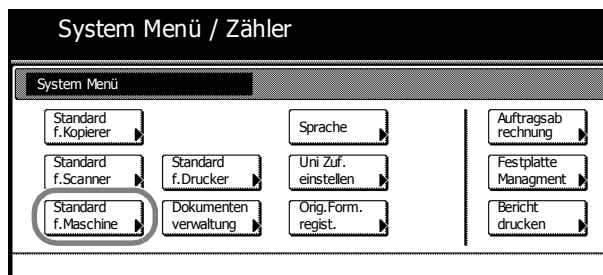 System Menü / Zähler
System Menü
Standard
f.Kopierer
Sprache
Auftragsab
rechnung
Standard
f.Scanner
Standard
f.Drucker
Uni Zuf.
einstellen
Festplatte
Managment
Standard
f.Maschine
Dokumenten
verwaltung
Orig.Form.
regist.
Bericht
drucken